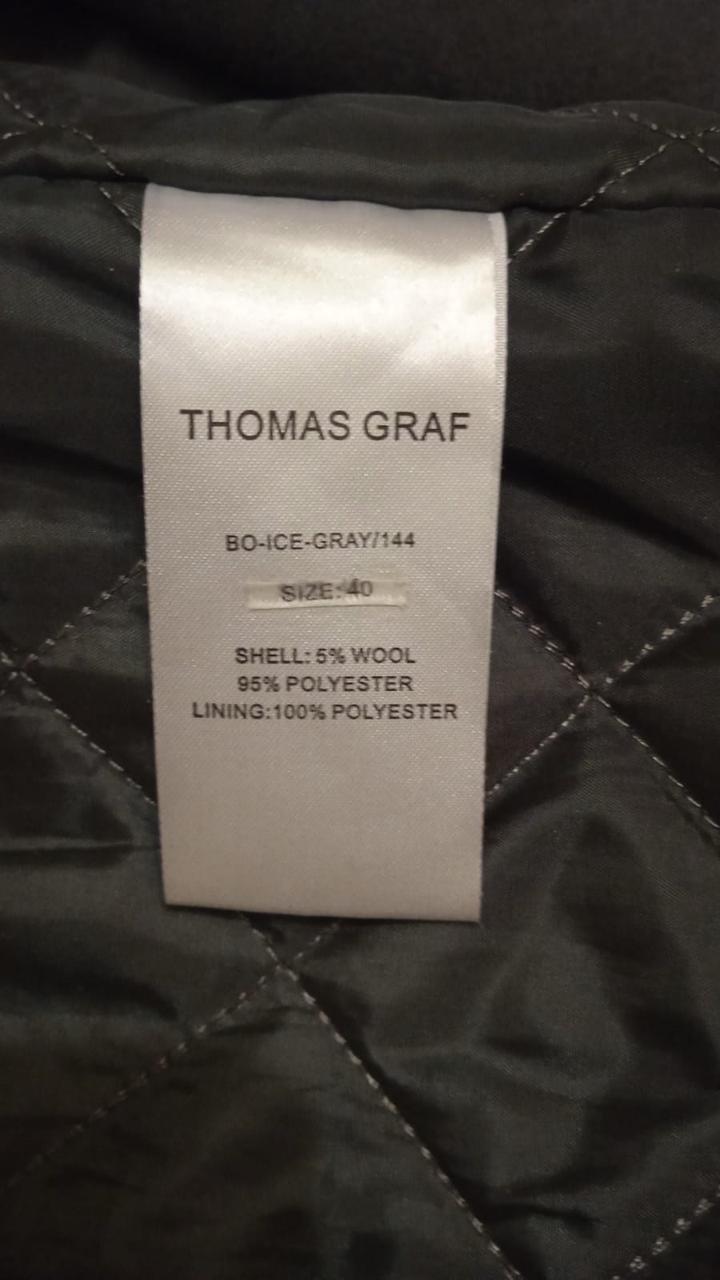 THOMAS GRAF
BO-ICE-GRAY/144
SIZE:40
SHELL: 5% WOOL
95% POLYESTER
LINING:100% POLYESTER